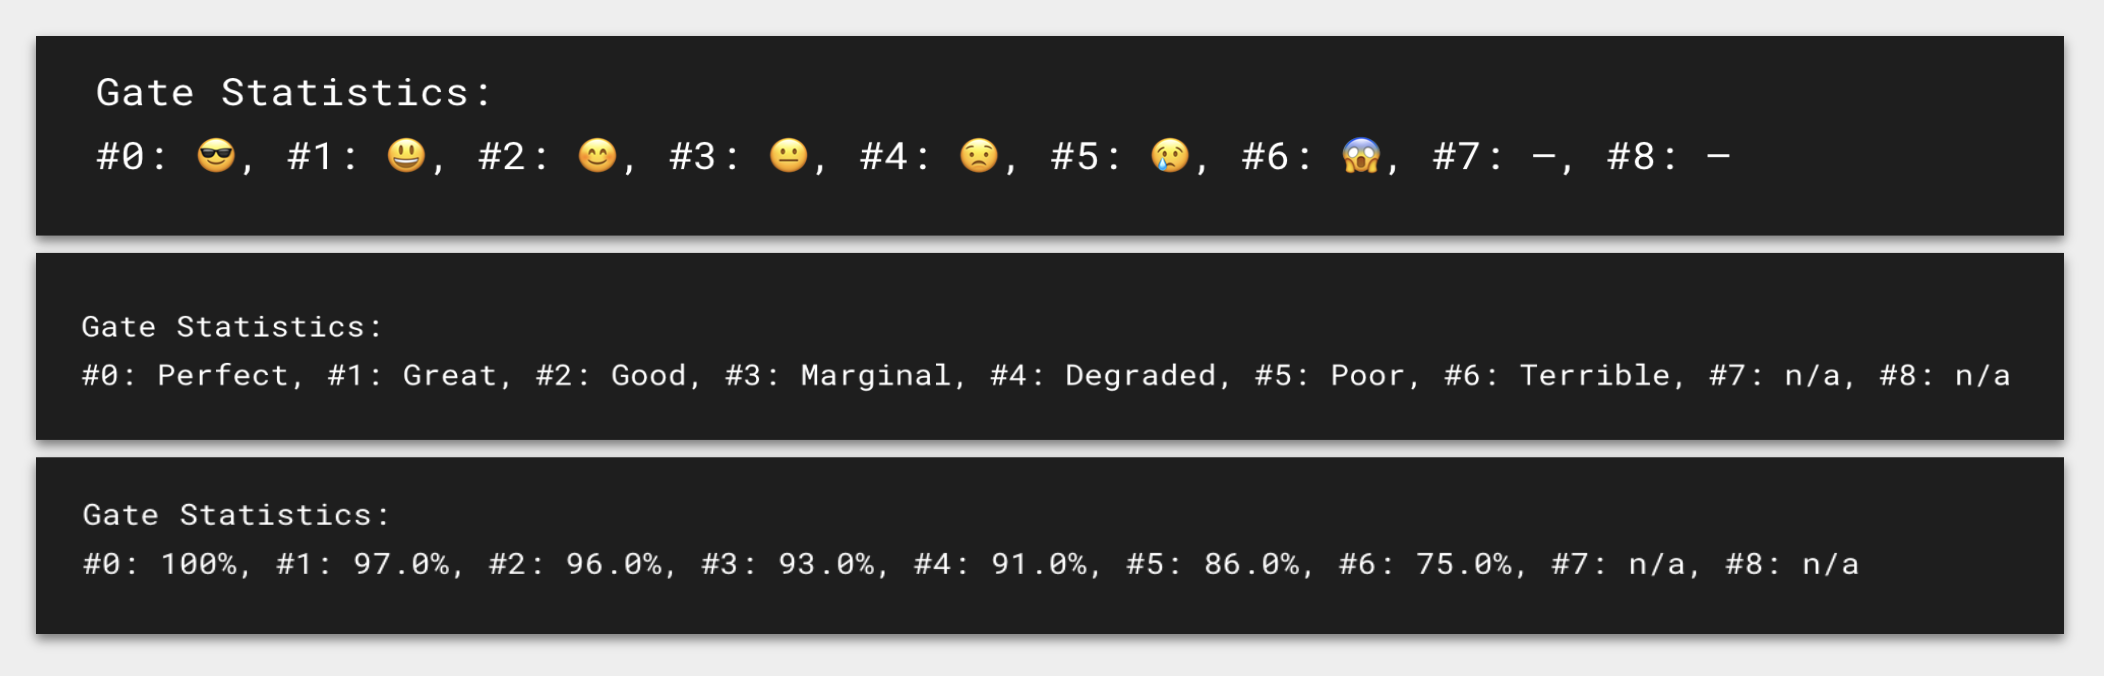 Gate Statistics:
#0: 😎, #1: 😃, #2: 😊, #3: 😐, #4: 😟, #5: 😢, #6: 😱, #7: –, #8: –
Gate Statistics:
#0: Perfect, #1: Great, #2: Good, #3: Marginal, #4: Degraded, #5: Poor, #6: Terrible, #7: n/a, #8: n/a
Gate Statistics:
#0: 100%, #1: 97.0%, #2: 96.0%, #3: 93.0%, #4: 91.0%, #5: 86.0%, #6: 75.0%, #7: n/a, #8: n/a